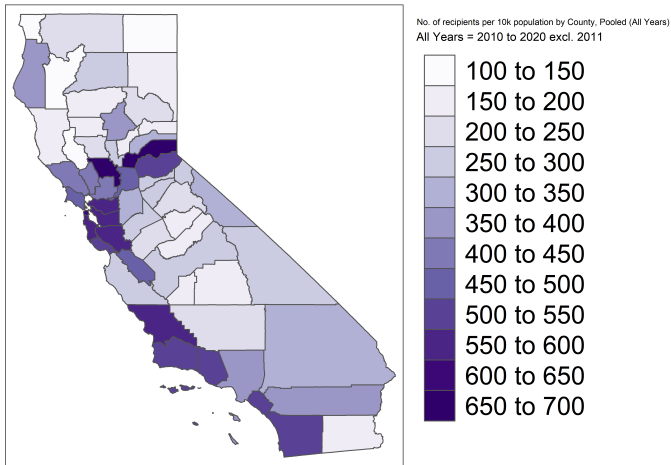 No. of recipients per 10k population by County, Pooled (All Years)
All Years = 2010 to 2020 excl. 2011
100 to 150
150 to 200
200 to 250
250 to 300
300 to 350
350 to 400
400 to 450
450 to 500
500 to 550
550 to 600
600 to 650
650 to 700